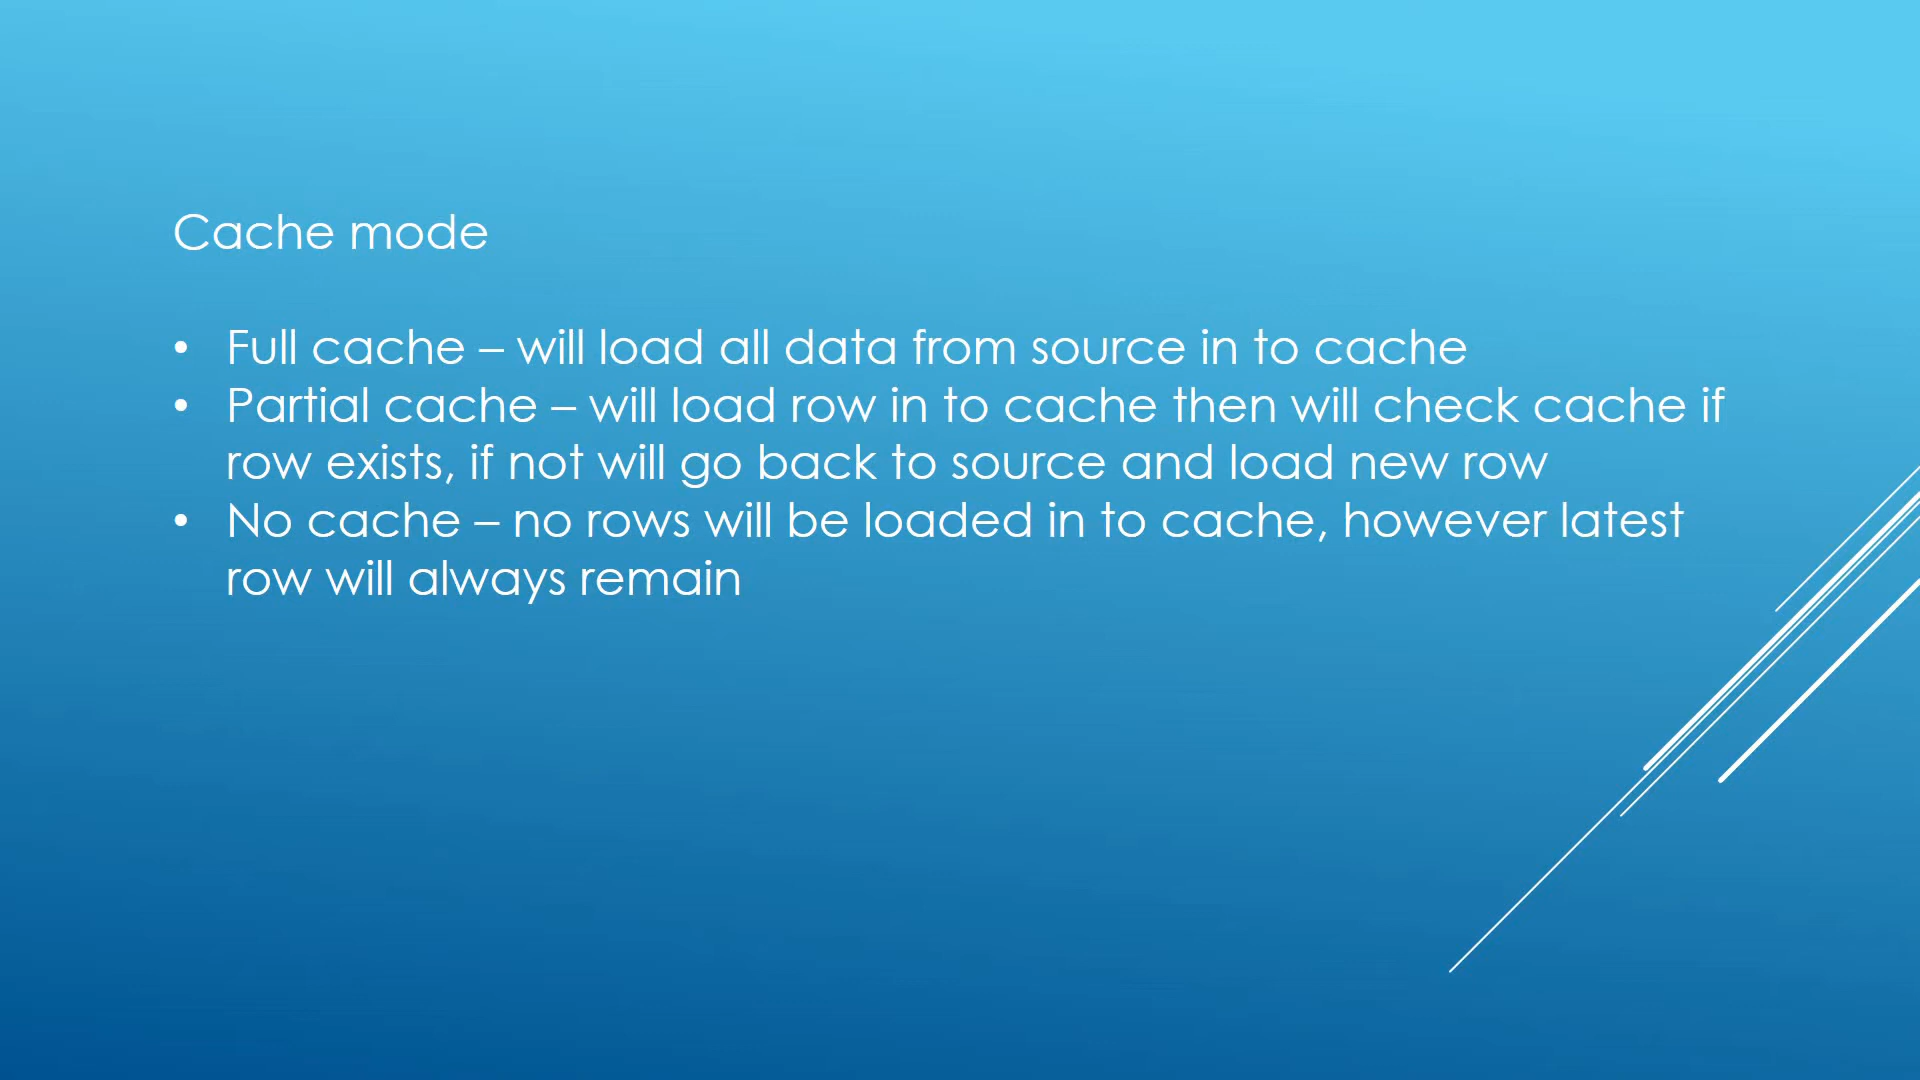 Cache mode
• Full cache – will load all data from source in to cache
• Partial cache – will load row in to cache then will check cache if
row exists, if not will go back to source and load new row
• No cache – no rows will be loaded in to cache, however latest
row will always remain